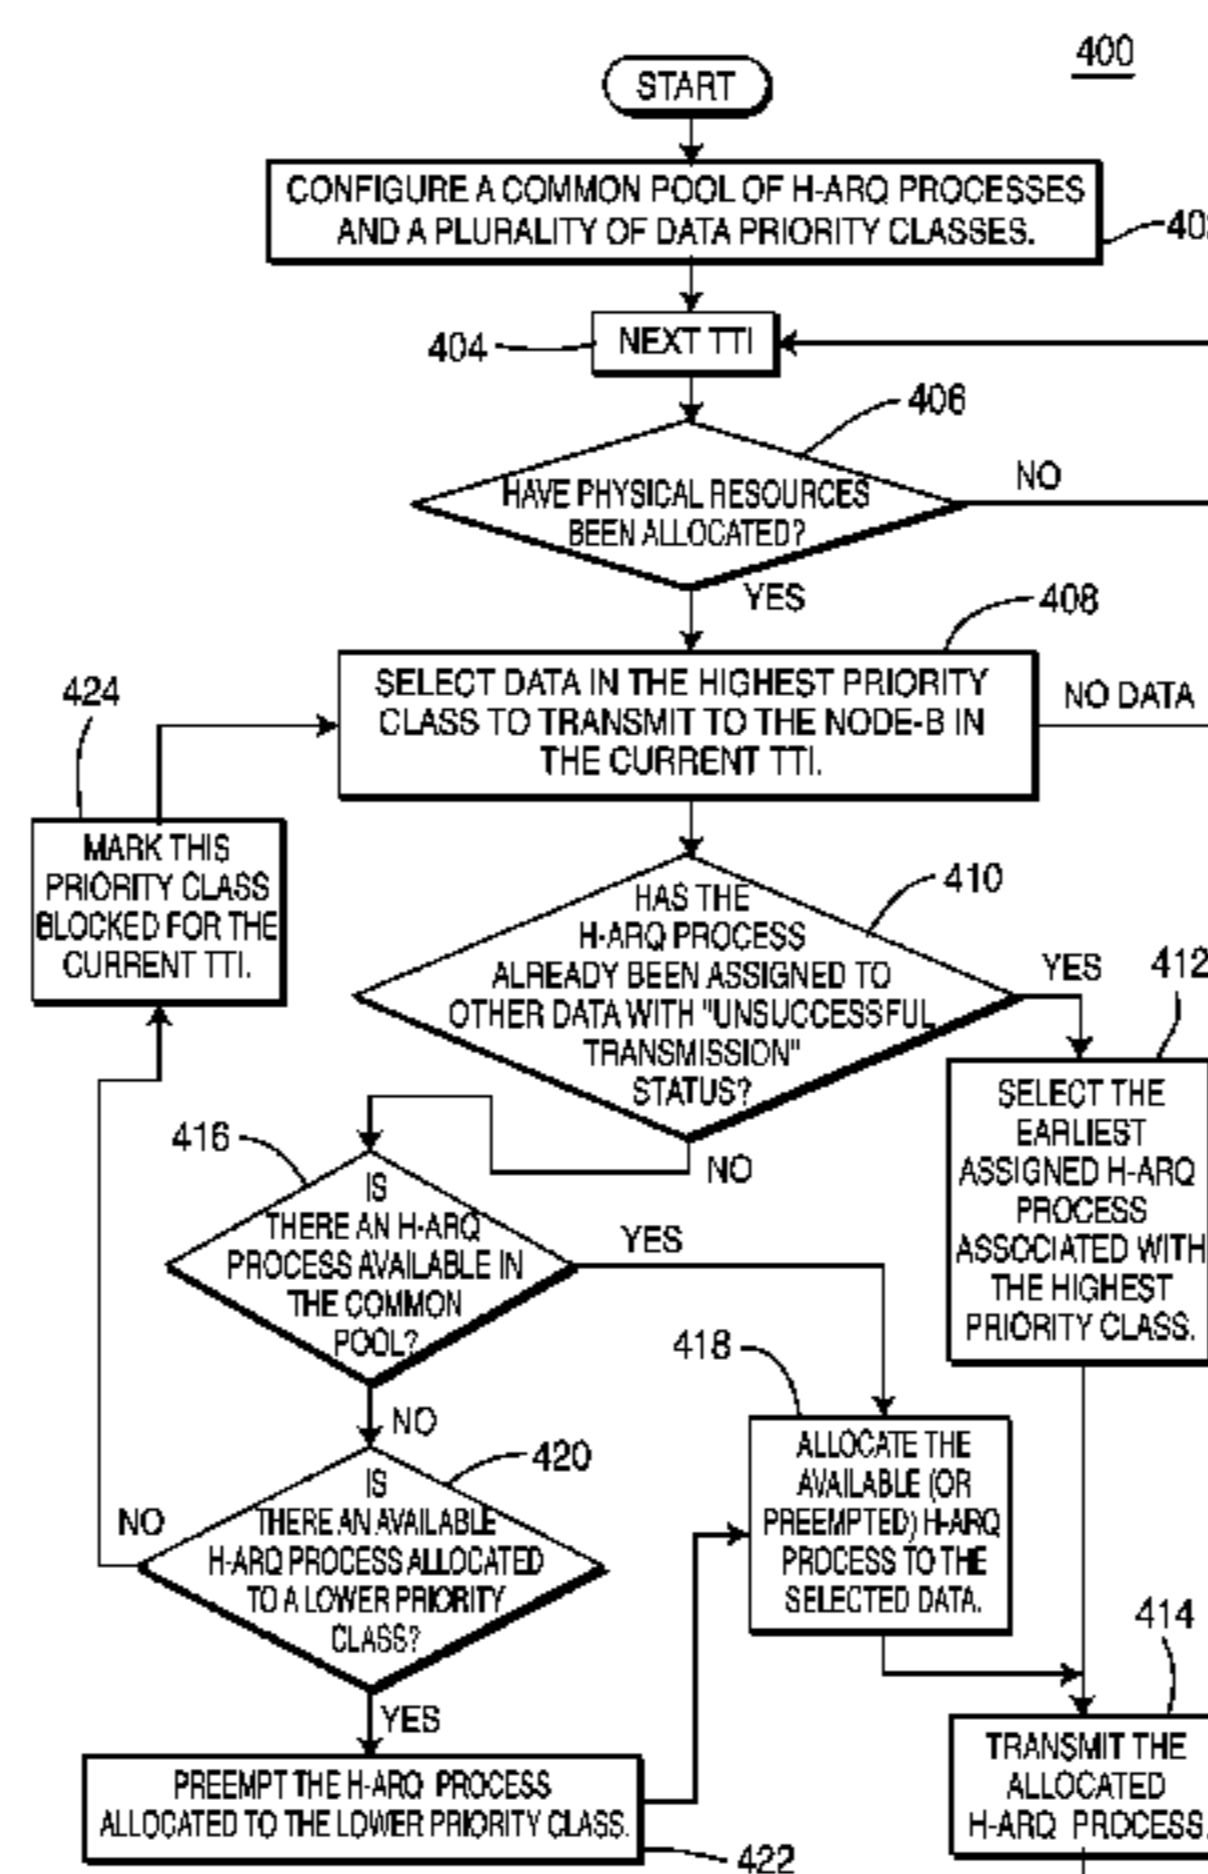 400
START
CONFIGURE A COMMON POOL OF H-ARQ PROCESSES
AND A PLURALITY OF DATA PRIORITY CLASSES.
404
NEXT TTI
406
HAVE PHYSICAL RESOURCES
BEEN ALLOCATED?
NO
YES
408
SELECT DATA IN THE HIGHEST PRIORITY
CLASS TO TRANSMIT TO THE NODE-B IN
THE CURRENT TTI.
NO DATA
424
MARK THIS
PRIORITY CLASS
BLOCKED FOR THE
CURRENT TTI.
410
HAS THE
H-ARQ PROCESS
ALREADY BEEN ASSIGNED TO
OTHER DATA WITH "UNSUCCESSFUL
TRANSMISSION"
STATUS?
YES
NO
412
SELECT THE
EARLIEST
ASSIGNED H-ARQ
PROCESS
ASSOCIATED WITH
THE HIGHEST
PRIORITY CLASS.
416
IS
THERE AN H-ARQ
PROCESS AVAILABLE IN
THE COMMON
POOL?
YES
NO
418
ALLOCATE THE
AVAILABLE (OR
PREEMPTED) H-ARQ
PROCESS TO THE
SELECTED DATA.
420
IS
THERE AN AVAILABLE
H-ARQ PROCESS ALLOCATED
TO A LOWER PRIORITY
CLASS?
NO
YES
414
TRANSMIT THE
ALLOCATED
H-ARQ PROCESS.
PREEMPT THE H-ARQ PROCESS
ALLOCATED TO THE LOWER PRIORITY CLASS.
422